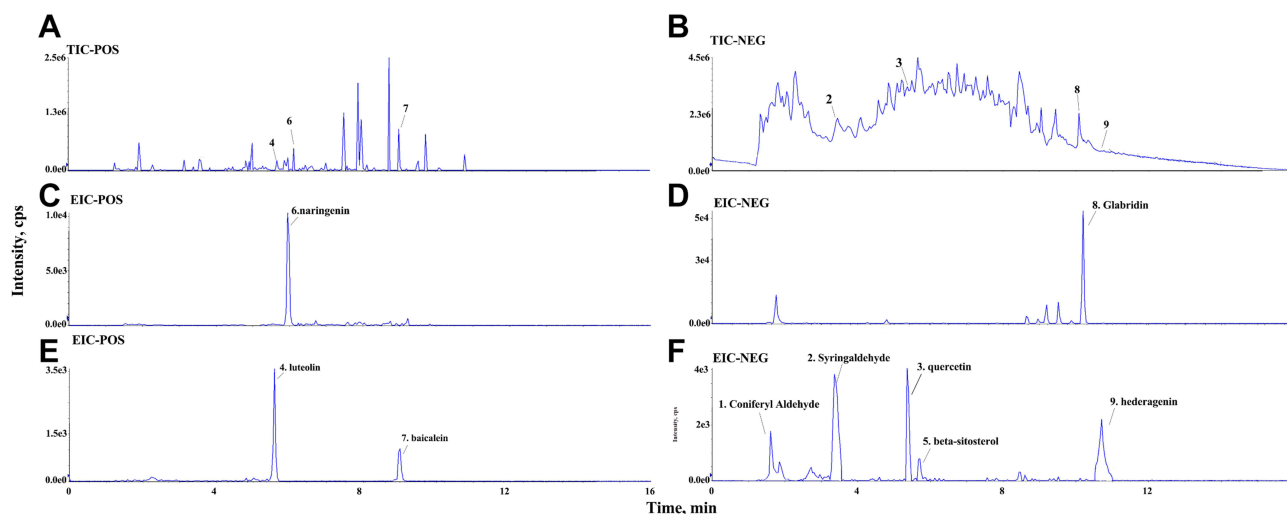 A
TIC-POS
2.5e6
1.3e6
0.0e0
4
6
7
B
TIC-NEG
4.5e6
2.3e6
0.0e0
2
3
8
9
C
EIC-POS
1.0e4
5.0e3
0.0e0
6.naringenin
D
EIC-NEG
5e4
3e4
0.0e0
8. Glabridin
E
EIC-POS
3.5e3
1.5e3
0.0e0
4. luteolin
7. baicalein
0
4
8
12
16
F
EIC-NEG
4e3
2e3
0.0e0
Intensity, cps
1. Coniferyl Aldehyde
2. Syringaldehyde
3. quercetin
5. beta-sitosterol
9. hederagenin
0
4
8
12
Intensity, cps
Time, min